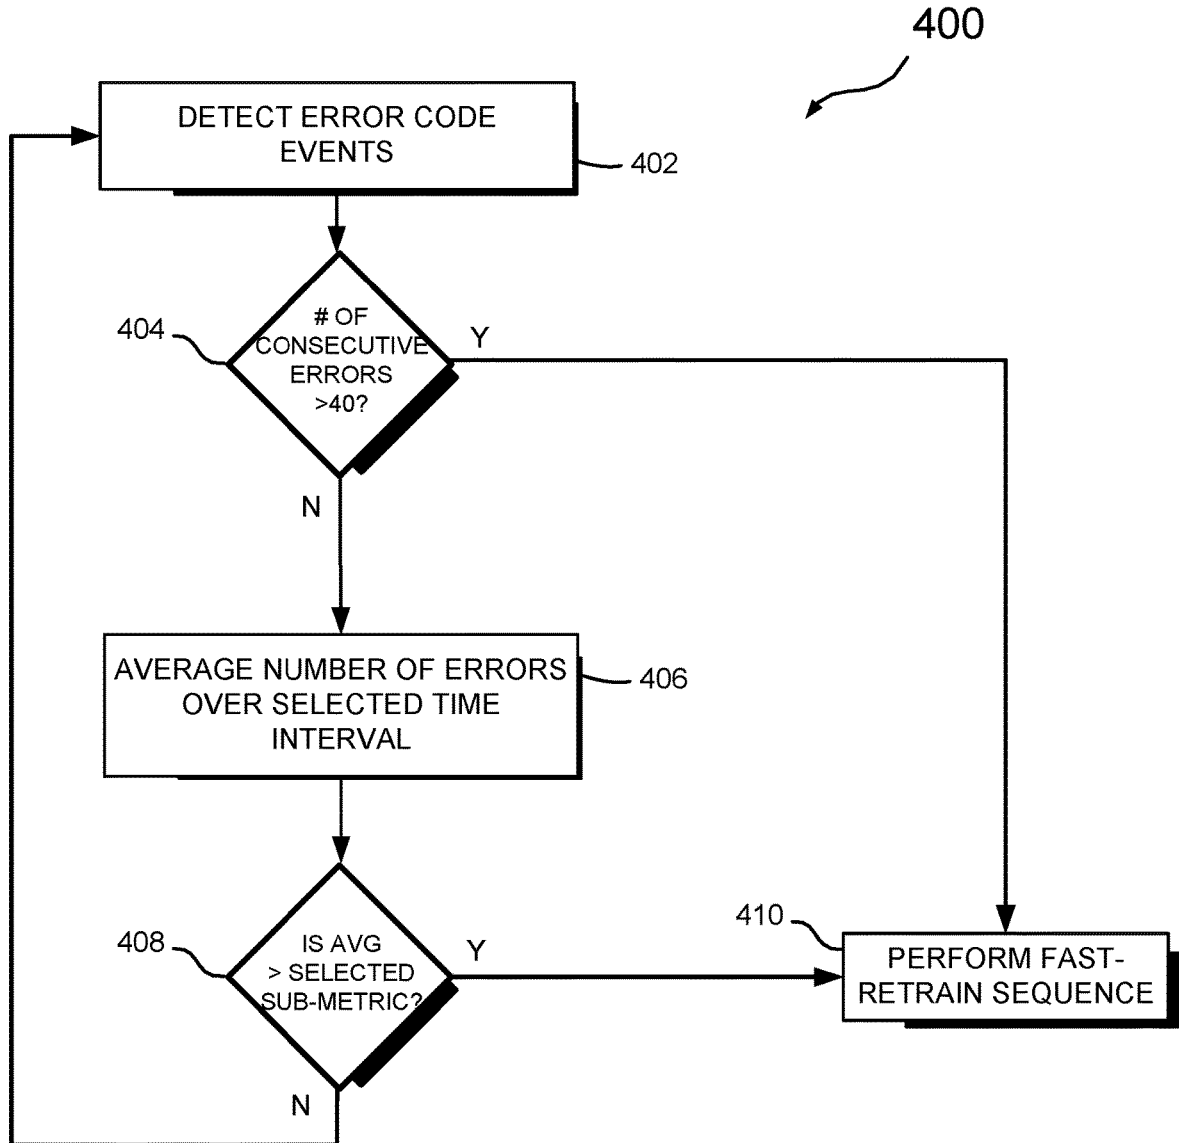 400
DETECT ERROR CODE
EVENTS
402
# OF
CONSECUTIVE
ERRORS
>40?
404
Y
N
AVERAGE NUMBER OF ERRORS
OVER SELECTED TIME
INTERVAL
406
IS AVG
> SELECTED
SUB-METRIC?
408
Y
N
410
PERFORM FAST-
RETRAIN SEQUENCE